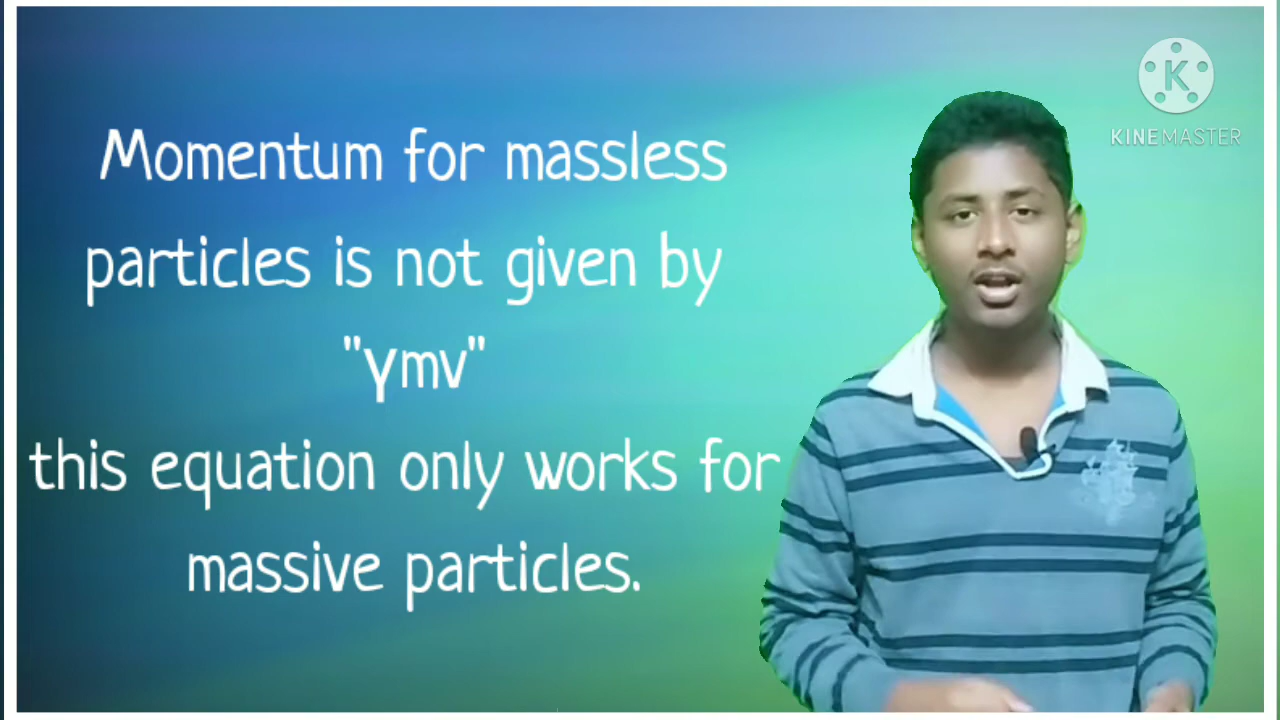 Momentum for massless
particles is not given by
"γmv"
this equation only works for
massive particles.
K
KINEMASTER